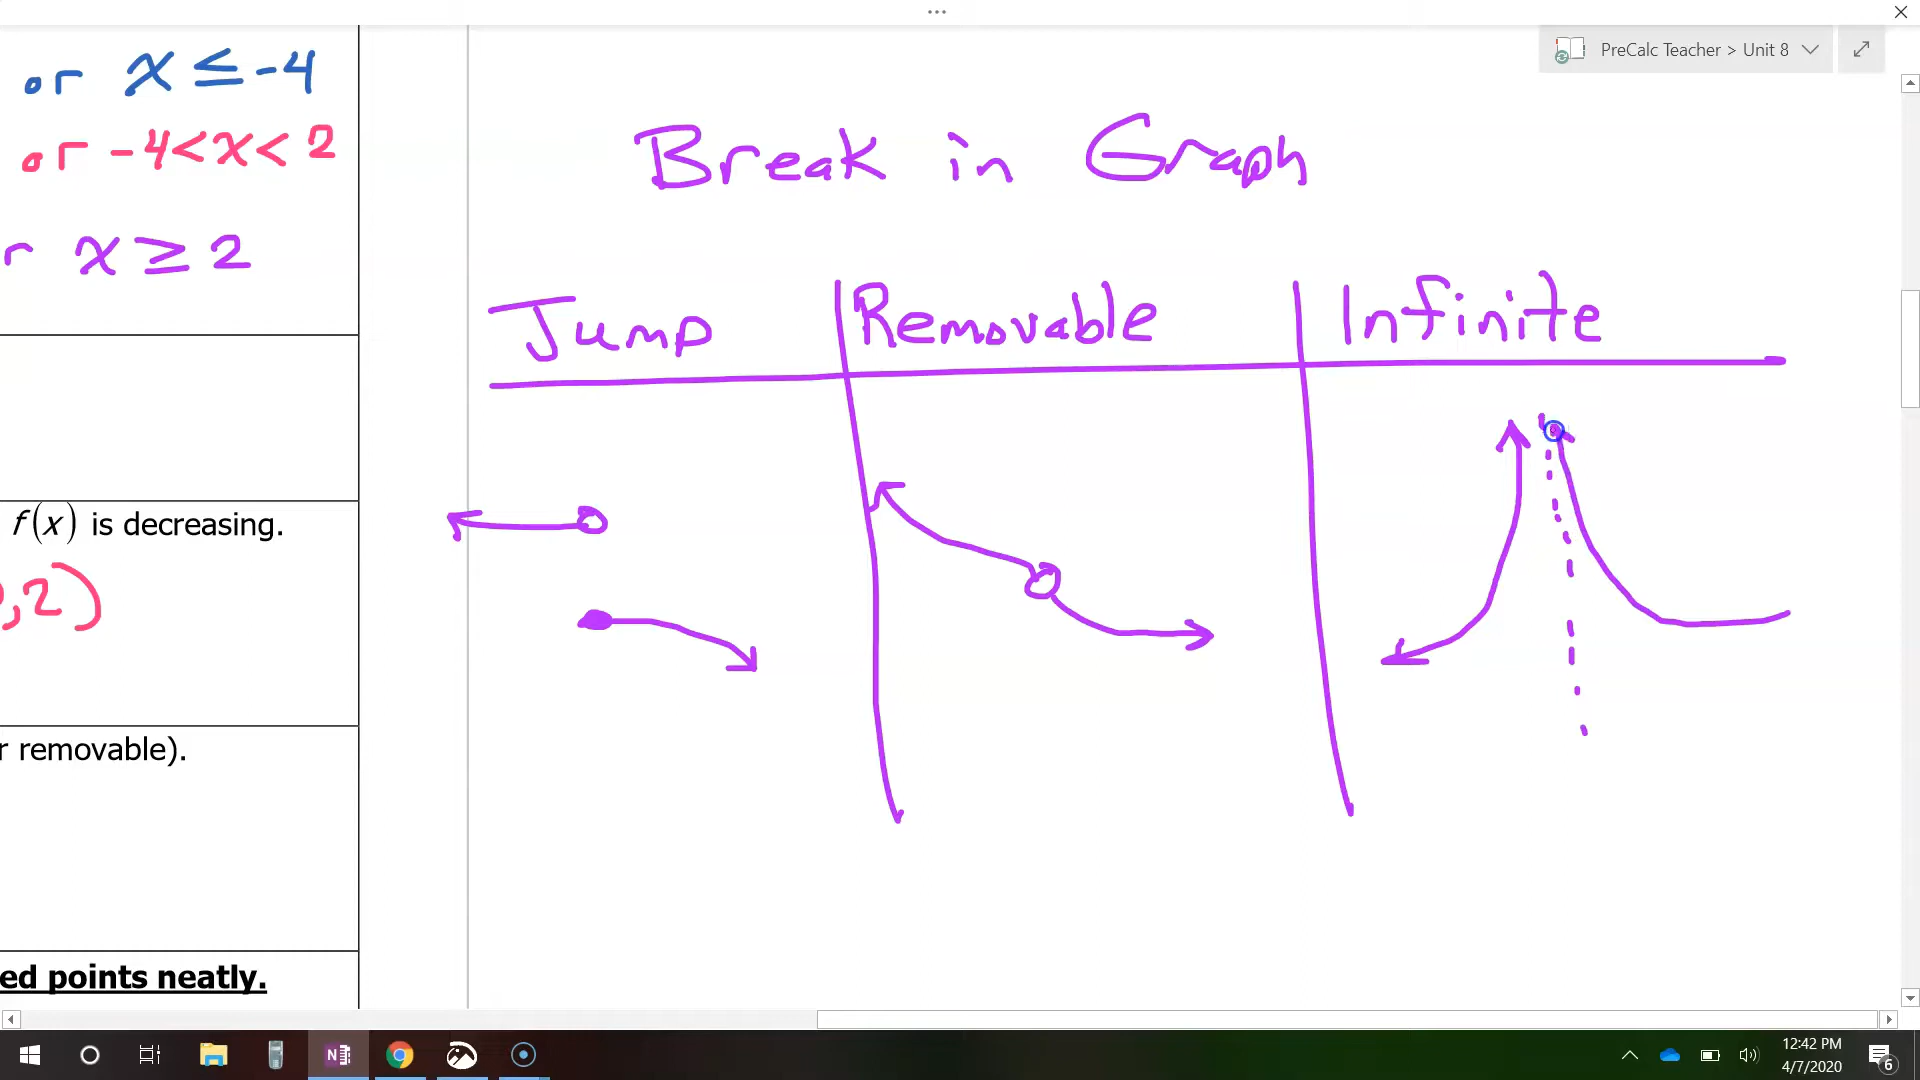 PreCalc Teacher > Unit 8
or x ≤ -4
or -4 < x < 2
r x ≥ 2
f(x) is decreasing.
,2)
r removable).
ed points neatly.
Break in Graph
Jump Removable Infinite
12:42 PM
4/7/2020
6